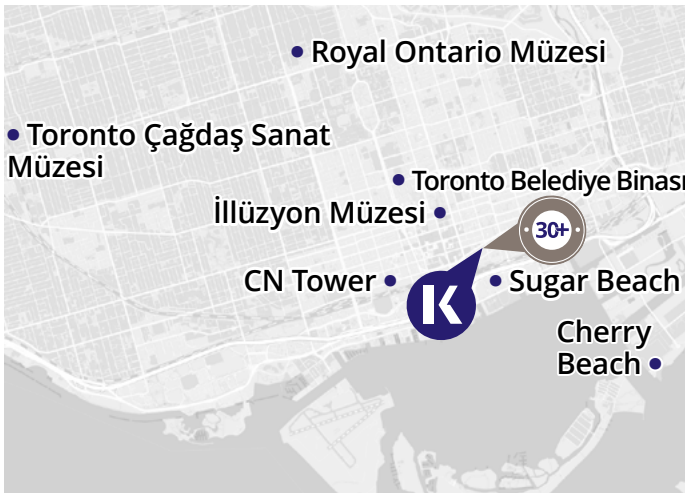 Royal Ontario Müzesi
Toronto Çağdaş Sanat
Müzesi
Toronto Belediye Binası
İllüzyon Müzesi
30+
CN Tower
K
Sugar Beach
Cherry
Beach